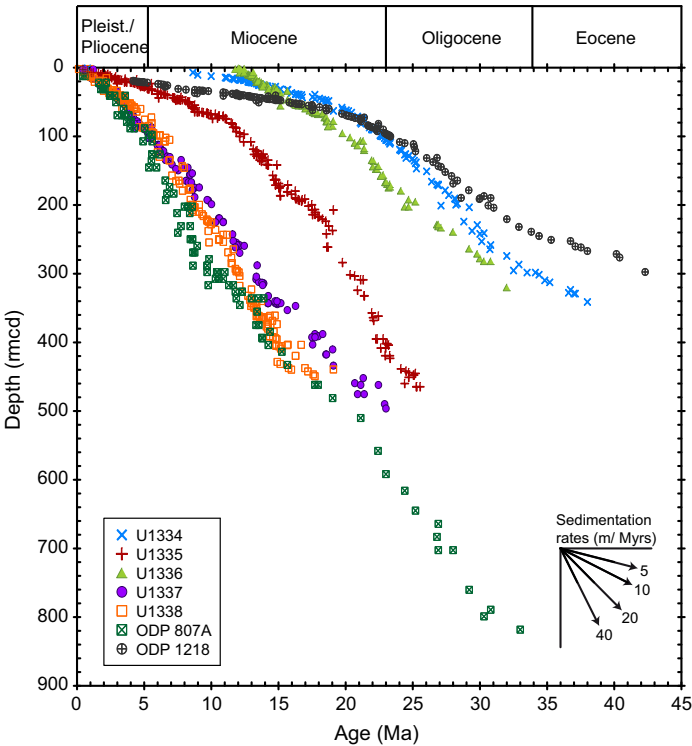 Pleist./
Pliocene
Miocene
Oligocene
Eocene
0
100
200
300
400
500
600
700
800
900
Depth (rmcd)
U1334
U1335
U1336
U1337
U1338
ODP 807A
ODP 1218
Sedimentation
rates (m/ Myrs)
5
10
20
40
0
5
10
15
20
25
30
35
40
45
Age (Ma)